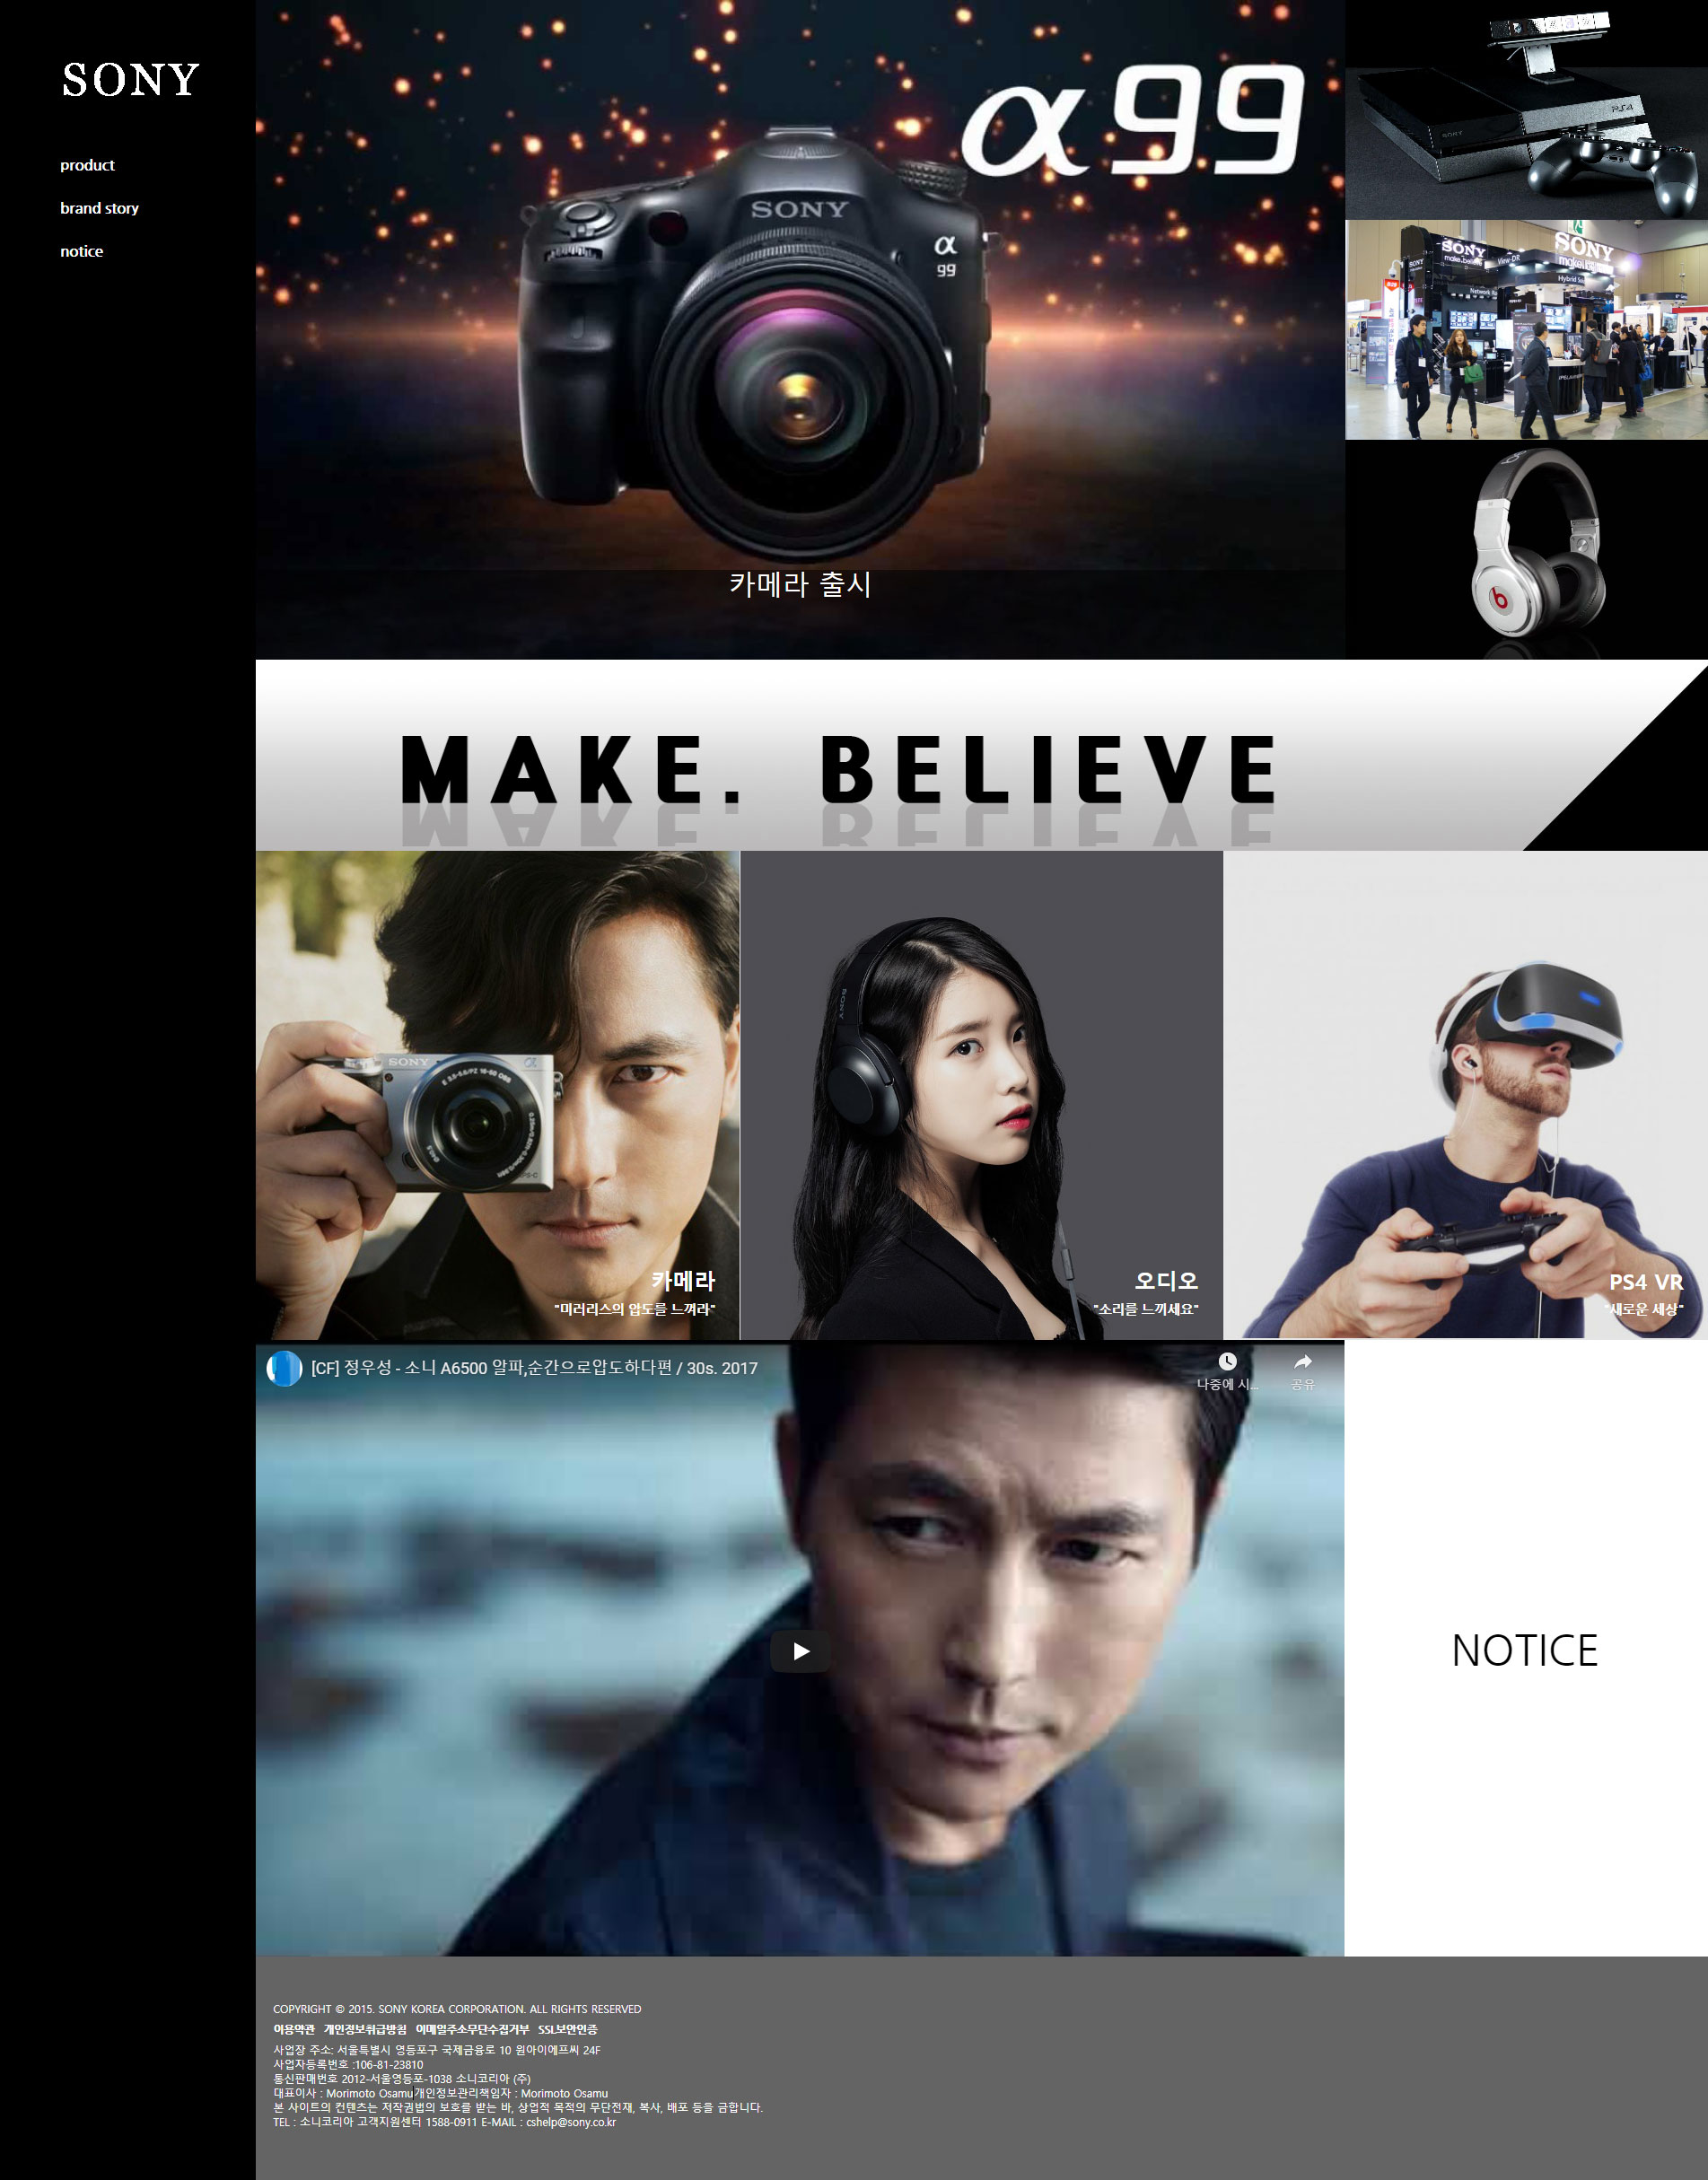 SONY
product
brand story
notice
α99
SONY
α
99
카메라 출시
PS4
SONY
SONY
make.believe
SONY
View-DR
MAKE. BELIEVE
SONY
α
카메라
"미러리스의 압도를 느껴라"
SONY
오디오
"소리를 느끼세요"
PS4 VR
"새로운 세상"
[CF] 정우성 - 소니 A6500 알파,순간으로압도하다편 / 30s. 2017
나중에 시...
공유
NOTICE
COPYRIGHT © 2015. SONY KOREA CORPORATION. ALL RIGHTS RESERVED
이용약관 개인정보취급방침 이메일주소무단수집거부 SSL보안인증
사업장 주소: 서울특별시 영등포구 국제금융로 10 원아이에프씨 24F
사업자등록번호 :106-81-23810
통신판매번호 2012-서울영등포-1038 소니코리아 (주)
대표이사 : Morimoto Osamu 개인정보관리책임자 : Morimoto Osamu
본 사이트의 컨텐츠는 저작권법의 보호를 받는 바, 상업적 목적의 무단전재, 복사, 배포 등을 금합니다.
TEL : 소니코리아 고객지원센터 1588-0911 E-MAIL : cshelp@sony.co.kr